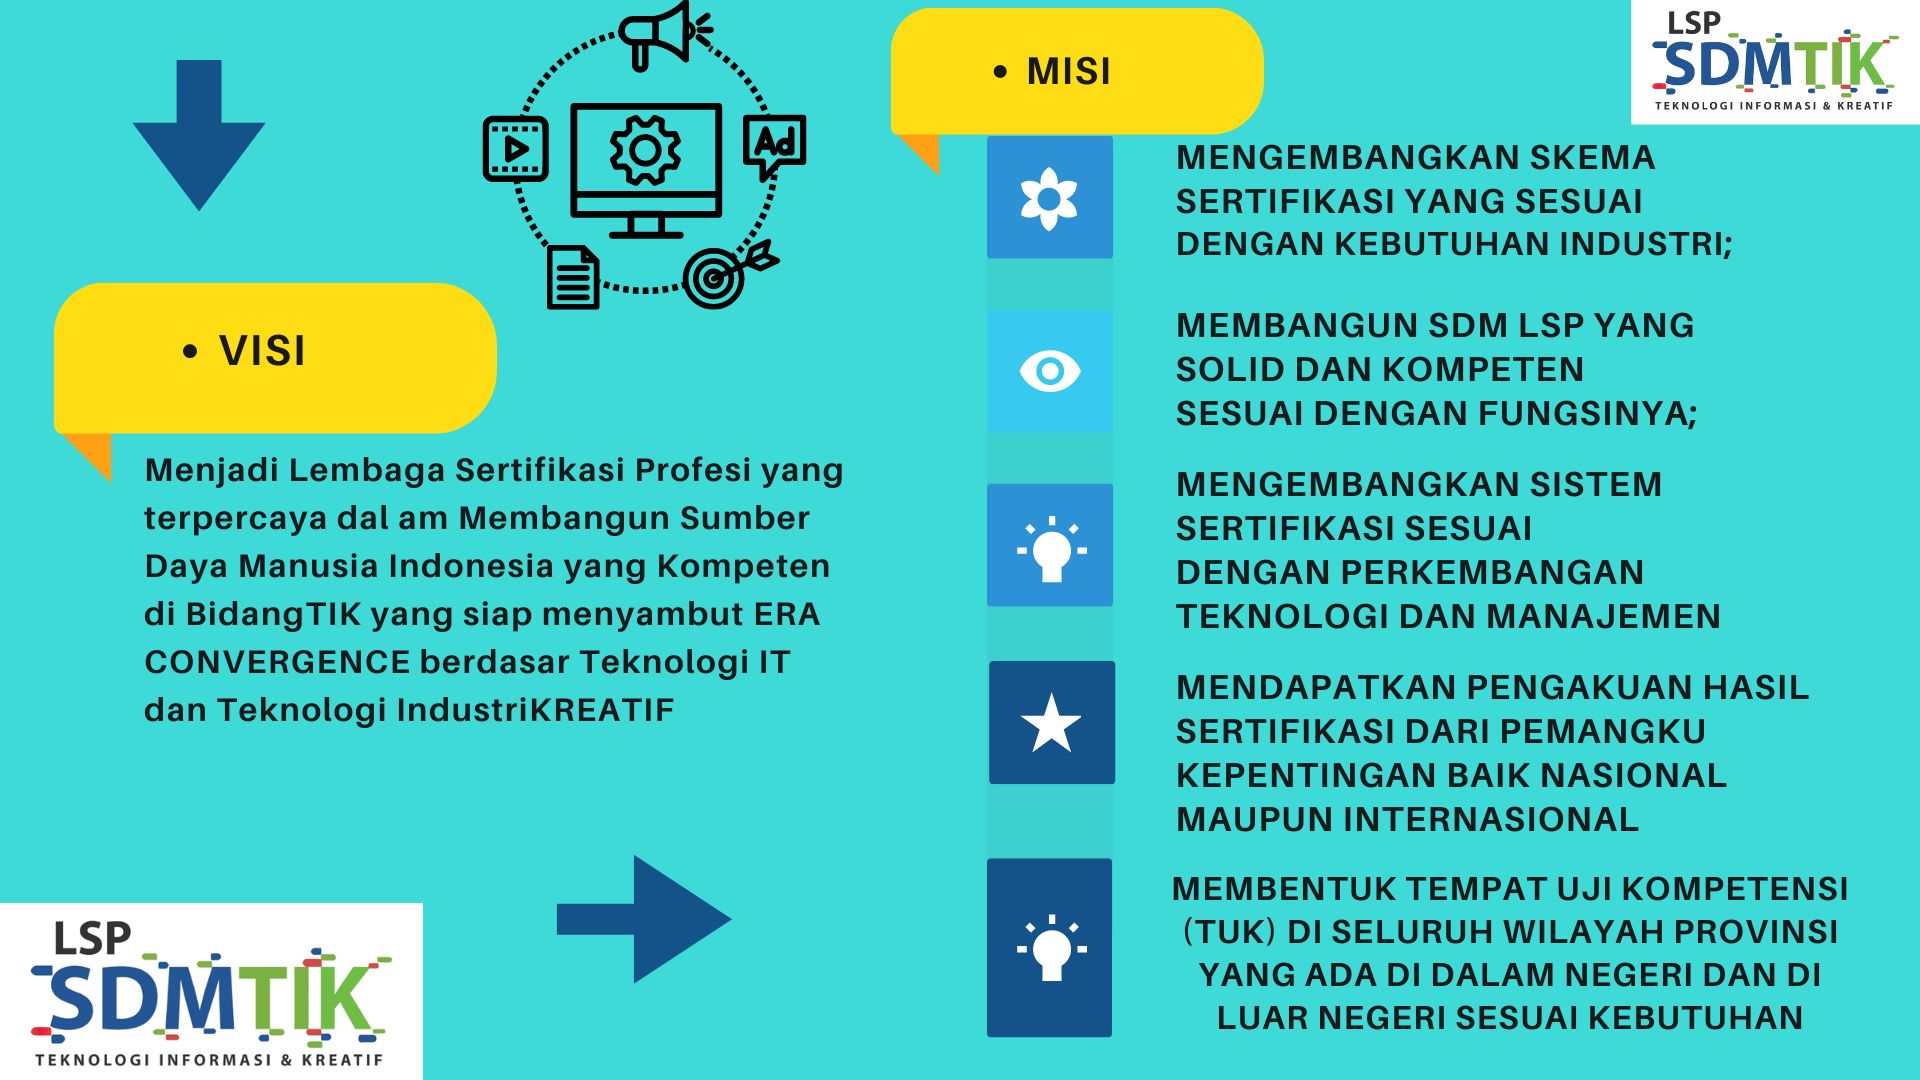 Ad
• VISI
Menjadi Lembaga Sertifikasi Profesi yang
terpercaya dal am Membangun Sumber
Daya Manusia Indonesia yang Kompeten
di BidangTIK yang siap menyambut ERA
CONVERGENCE berdasar Teknologi IT
dan Teknologi IndustriKREATIF
LSP
SDMTIK
TEKNOLOGI INFORMASI & KREATIF
• MISI
LSP
SDMTIK
TEKNOLOGI INFORMASI & KREATIF
MENGEMBANGKAN SKEMA
SERTIFIKASI YANG SESUAI
DENGAN KEBUTUHAN INDUSTRI;
MEMBANGUN SDM LSP YANG
SOLID DAN KOMPETEN
SESUAI DENGAN FUNGSINYA;
MENGEMBANGKAN SISTEM
SERTIFIKASI SESUAI
DENGAN PERKEMBANGAN
TEKNOLOGI DAN MANAJEMEN
MENDAPATKAN PENGAKUAN HASIL
SERTIFIKASI DARI PEMANGKU
KEPENTINGAN BAIK NASIONAL
MAUPUN INTERNASIONAL
MEMBENTUK TEMPAT UJI KOMPETENSI
(TUK) DI SELURUH WILAYAH PROVINSI
YANG ADA DI DALAM NEGERI DAN DI
LUAR NEGERI SESUAI KEBUTUHAN